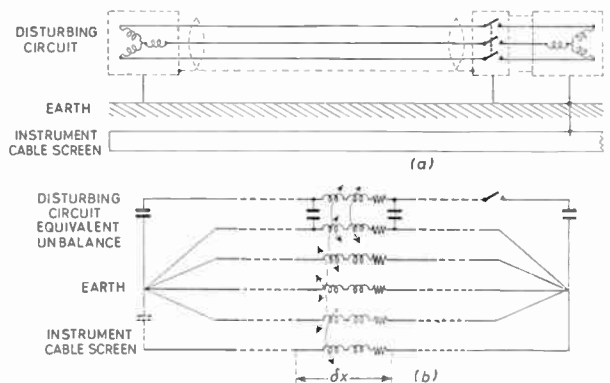 DISTURBING
CIRCUIT
EARTH
INSTRUMENT
CABLE SCREEN
(a)
DISTURBING
CIRCUIT
EQUIVALENT
UNBALANCE
EARTH
INSTRUMENT
CABLE SCREEN
δx
(b)